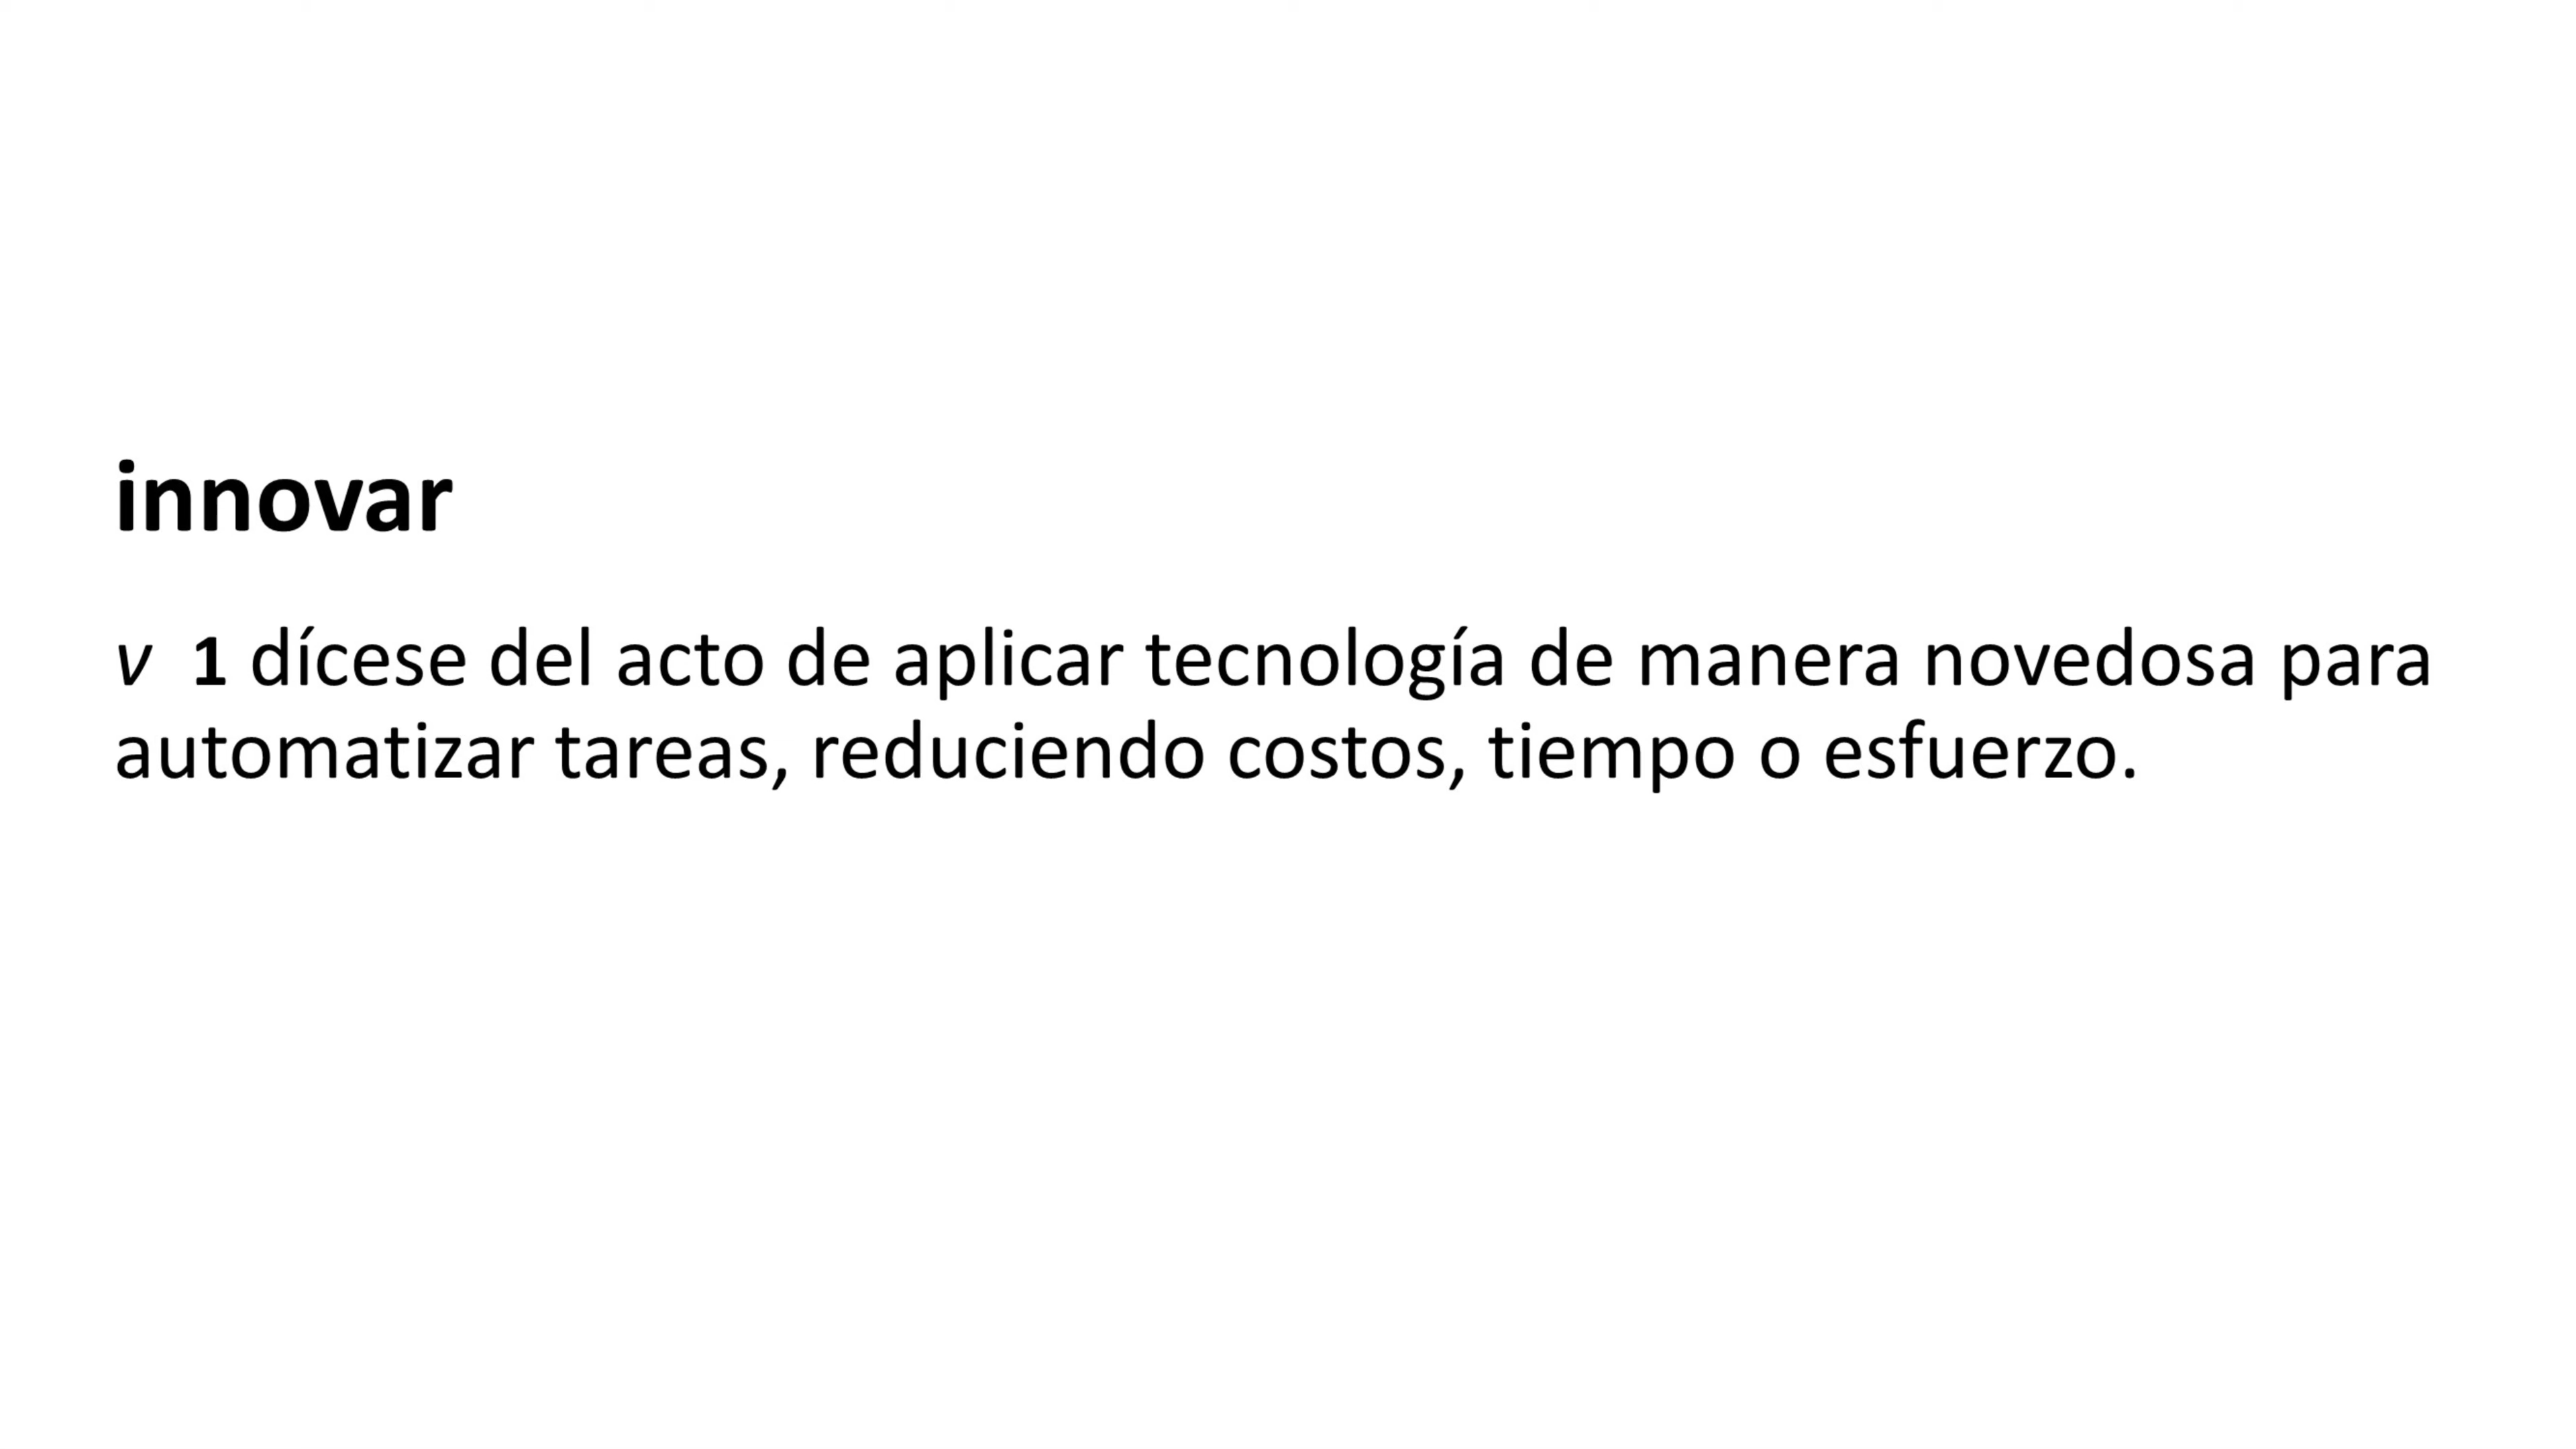 innovar
v 1 dícese del acto de aplicar tecnología de manera novedosa para
automatizar tareas, reduciendo costos, tiempo o esfuerzo.